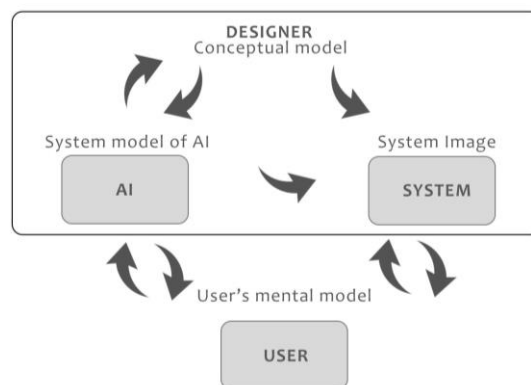 DESIGNER
Conceptual model
System model of AI
System Image
AI
SYSTEM
User's mental model
USER